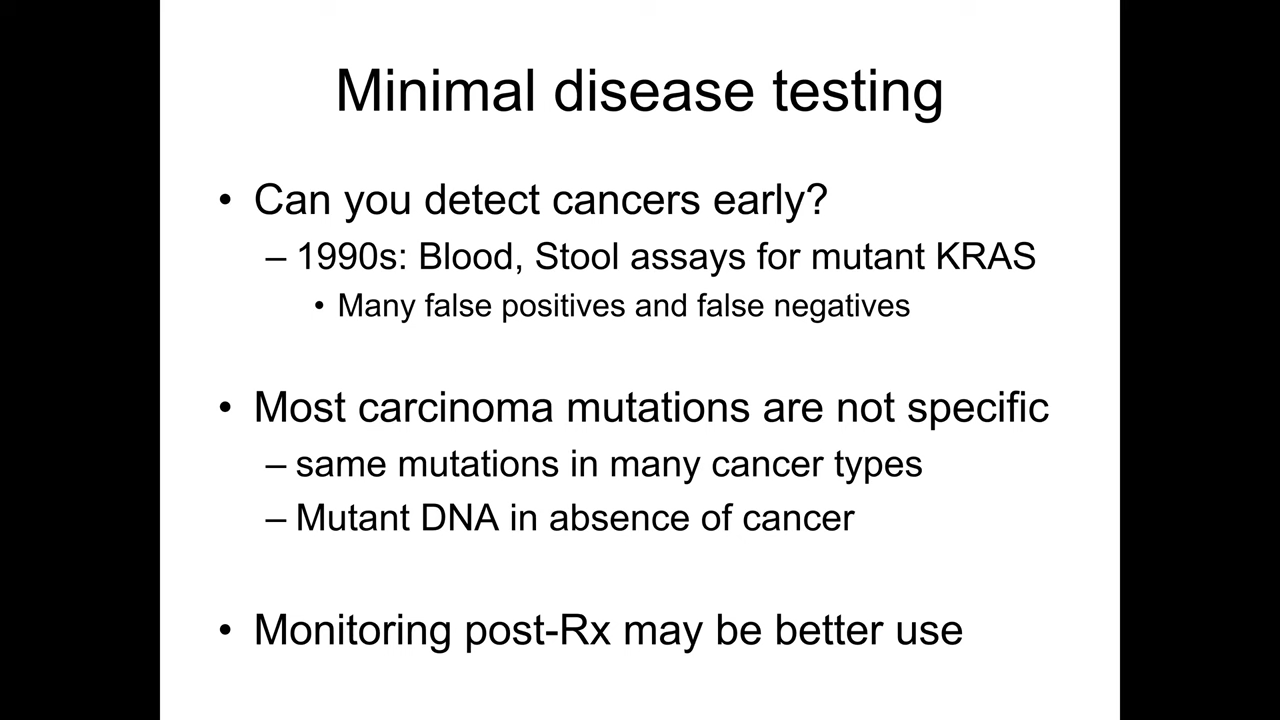 Minimal disease testing
• Can you detect cancers early?
– 1990s: Blood, Stool assays for mutant KRAS
• Many false positives and false negatives
• Most carcinoma mutations are not specific
– same mutations in many cancer types
– Mutant DNA in absence of cancer
• Monitoring post-Rx may be better use